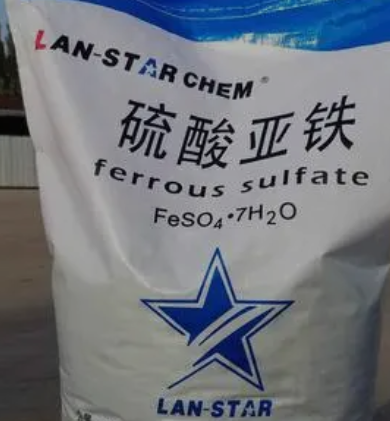 LAN-STAR CHEM®
硫酸亚铁
ferrous sulfate
FeSO₄·7H₂O
LAN-STAR